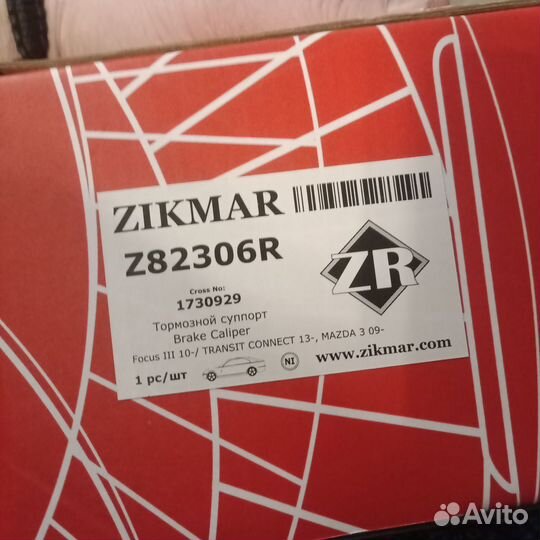 ZIKMAR
Z82306R
ZR
Cross No:
1730929
Тормозной суппорт
Brake Caliper
Focus III 10-/ TRANSIT CONNECT 13-, MAZDA 3 09-
1 pc/шт
NI
www.zikmar.com
Avito